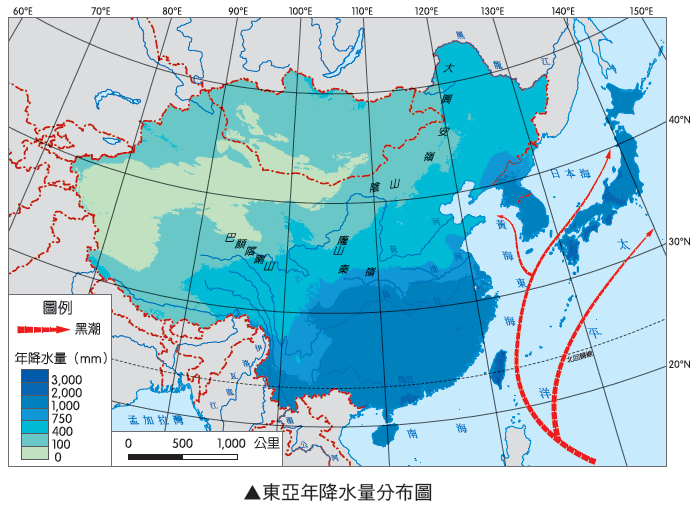 60°E 70°E 80°E 90°E 100°E 110°E 120°E 130°E 140°E 150°E
黑龍江
大興安嶺
40°N
日本海
陰山
黃海
太平洋
巴顏喀喇山
30°N
秦嶺
東海
圖例
黑潮
北回歸線
年降水量(mm)
3,000
2,000
1,000
750
400
100
0
20°N
孟加拉灣
南海
0 500 1,000 公里
▲東亞年降水量分布圖